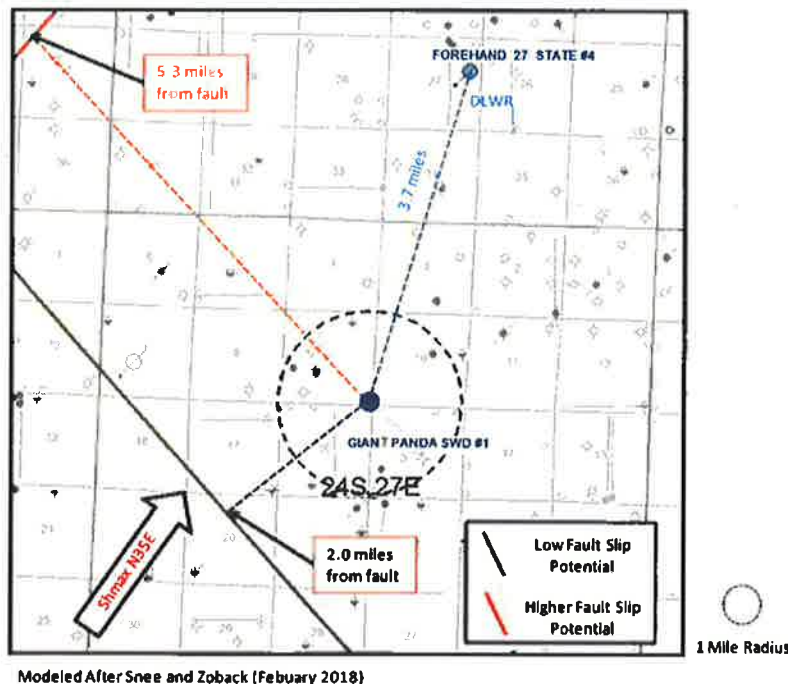 FOREHAND 27 STATE #4
5.3 miles
from fault
DLWR
3.7 miles
GIANT PANDA SWD #1
24S 27E
2.0 miles
from fault
Shmax N35E
Low Fault Slip
Potential
Higher Fault Slip
Potential
1 Mile Radius
Modeled After Snee and Zoback (Febuary 2018)